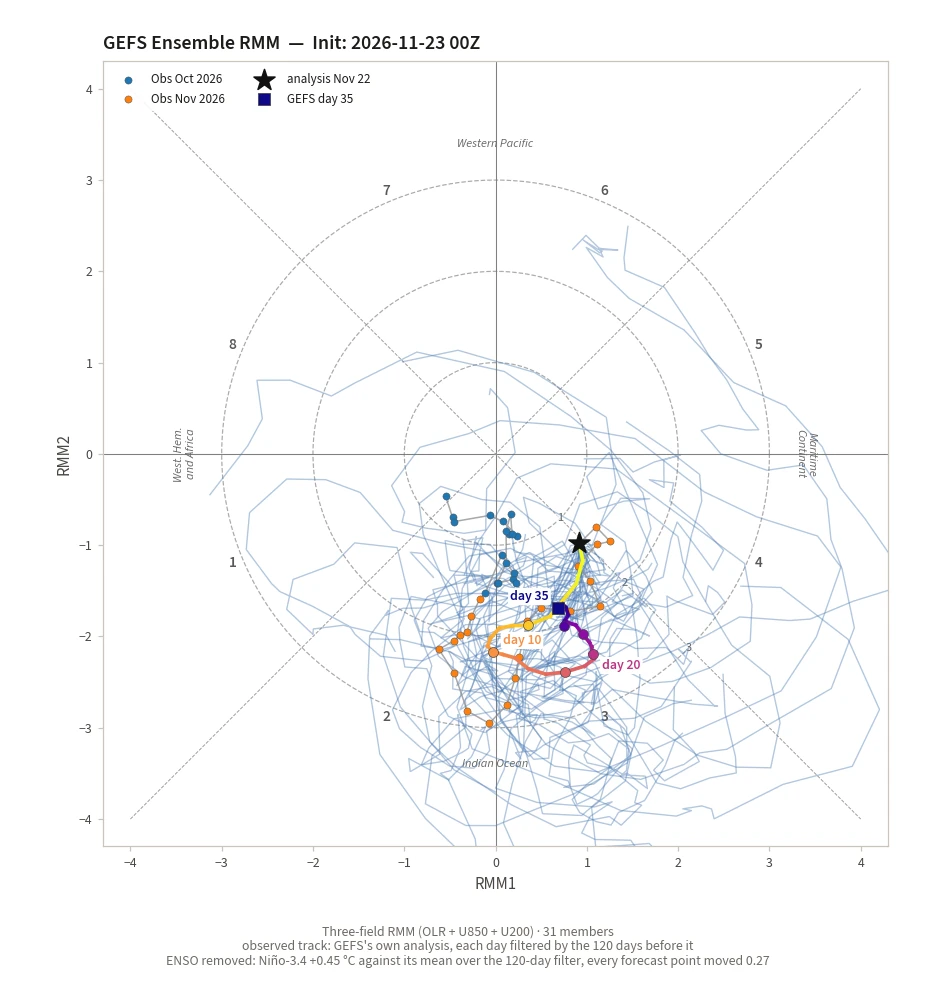 GEFS Ensemble RMM — Init: 2026-11-23 00Z
Obs Oct 2026
Obs Nov 2026
analysis Nov 22
GEFS day 35
4
3
2
1
0
−1
−2
−3
−4
RMM2
Western Pacific
7
6
8
5
West. Hem.
and Africa
Maritime
Continent
1
4
2
3
1
2
3
day 35
day 10
day 20
Indian Ocean
−4
−3
−2
−1
0
1
2
3
4
RMM1
Three-field RMM (OLR + U850 + U200) · 31 members
observed track: GEFS's own analysis, each day filtered by the 120 days before it
ENSO removed: Niño-3.4 +0.45 °C against its mean over the 120-day filter, every forecast point moved 0.27